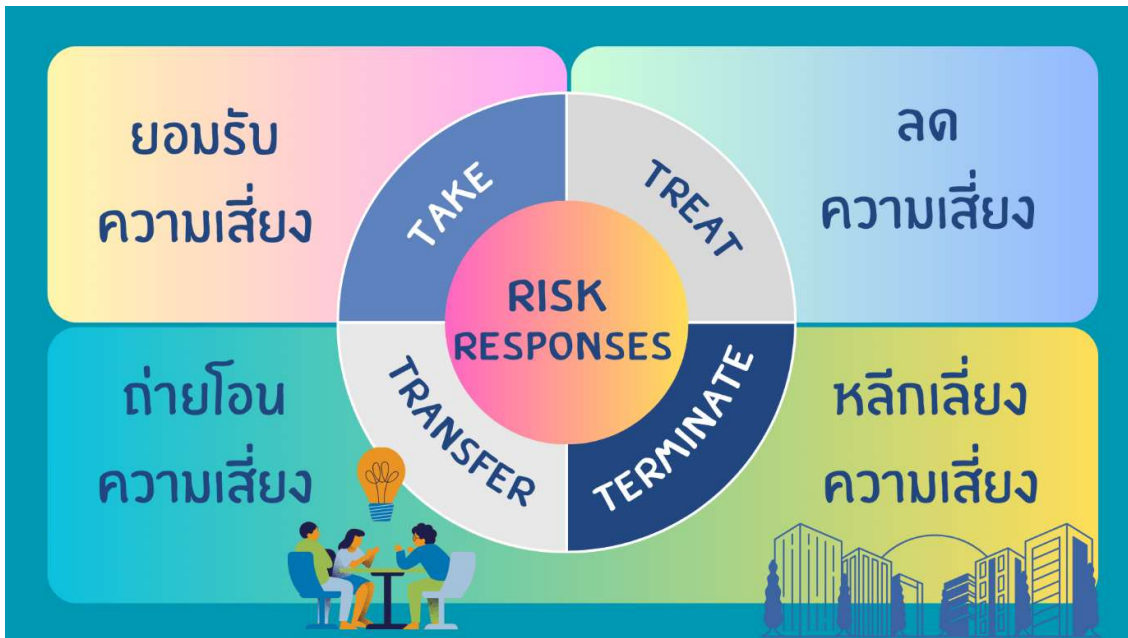 ยอมรับ
ความเสี่ยง
TAKE
TREAT
ลด
ความเสี่ยง
RISK
RESPONSES
ถ่ายโอน
ความเสี่ยง
TRANSFER
TERMINATE
หลีกเลี่ยง
ความเสี่ยง